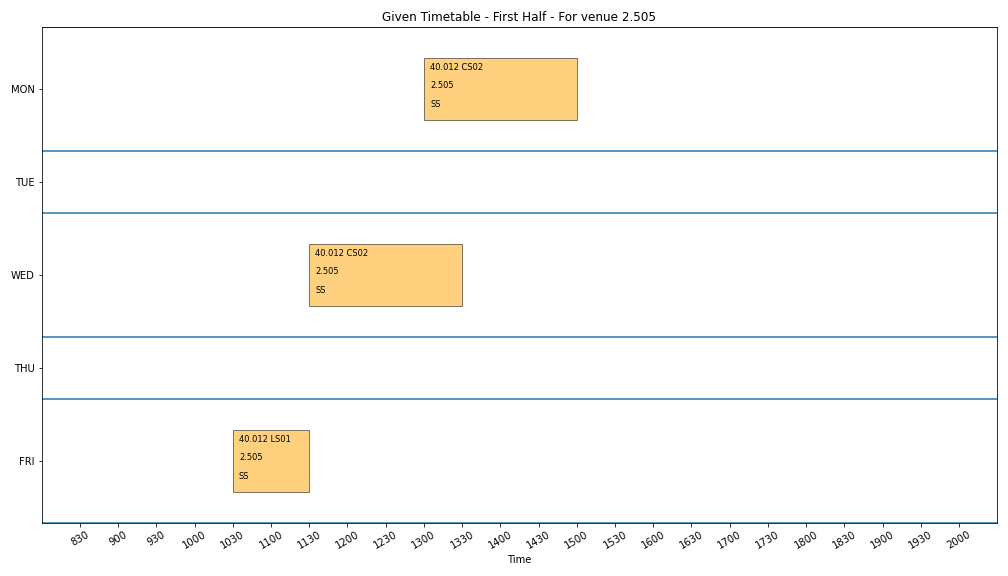 Given Timetable - First Half - For venue 2.505
MON
40.012 CS02
2.505
SS
TUE
WED
40.012 CS02
2.505
SS
THU
FRI
40.012 LS01
2.505
SS
830 900 930 1000 1030 1100 1130 1200 1230 1300 1330 1400 1430 1500 1530 1600 1630 1700 1730 1800 1830 1900 1930 2000
Time